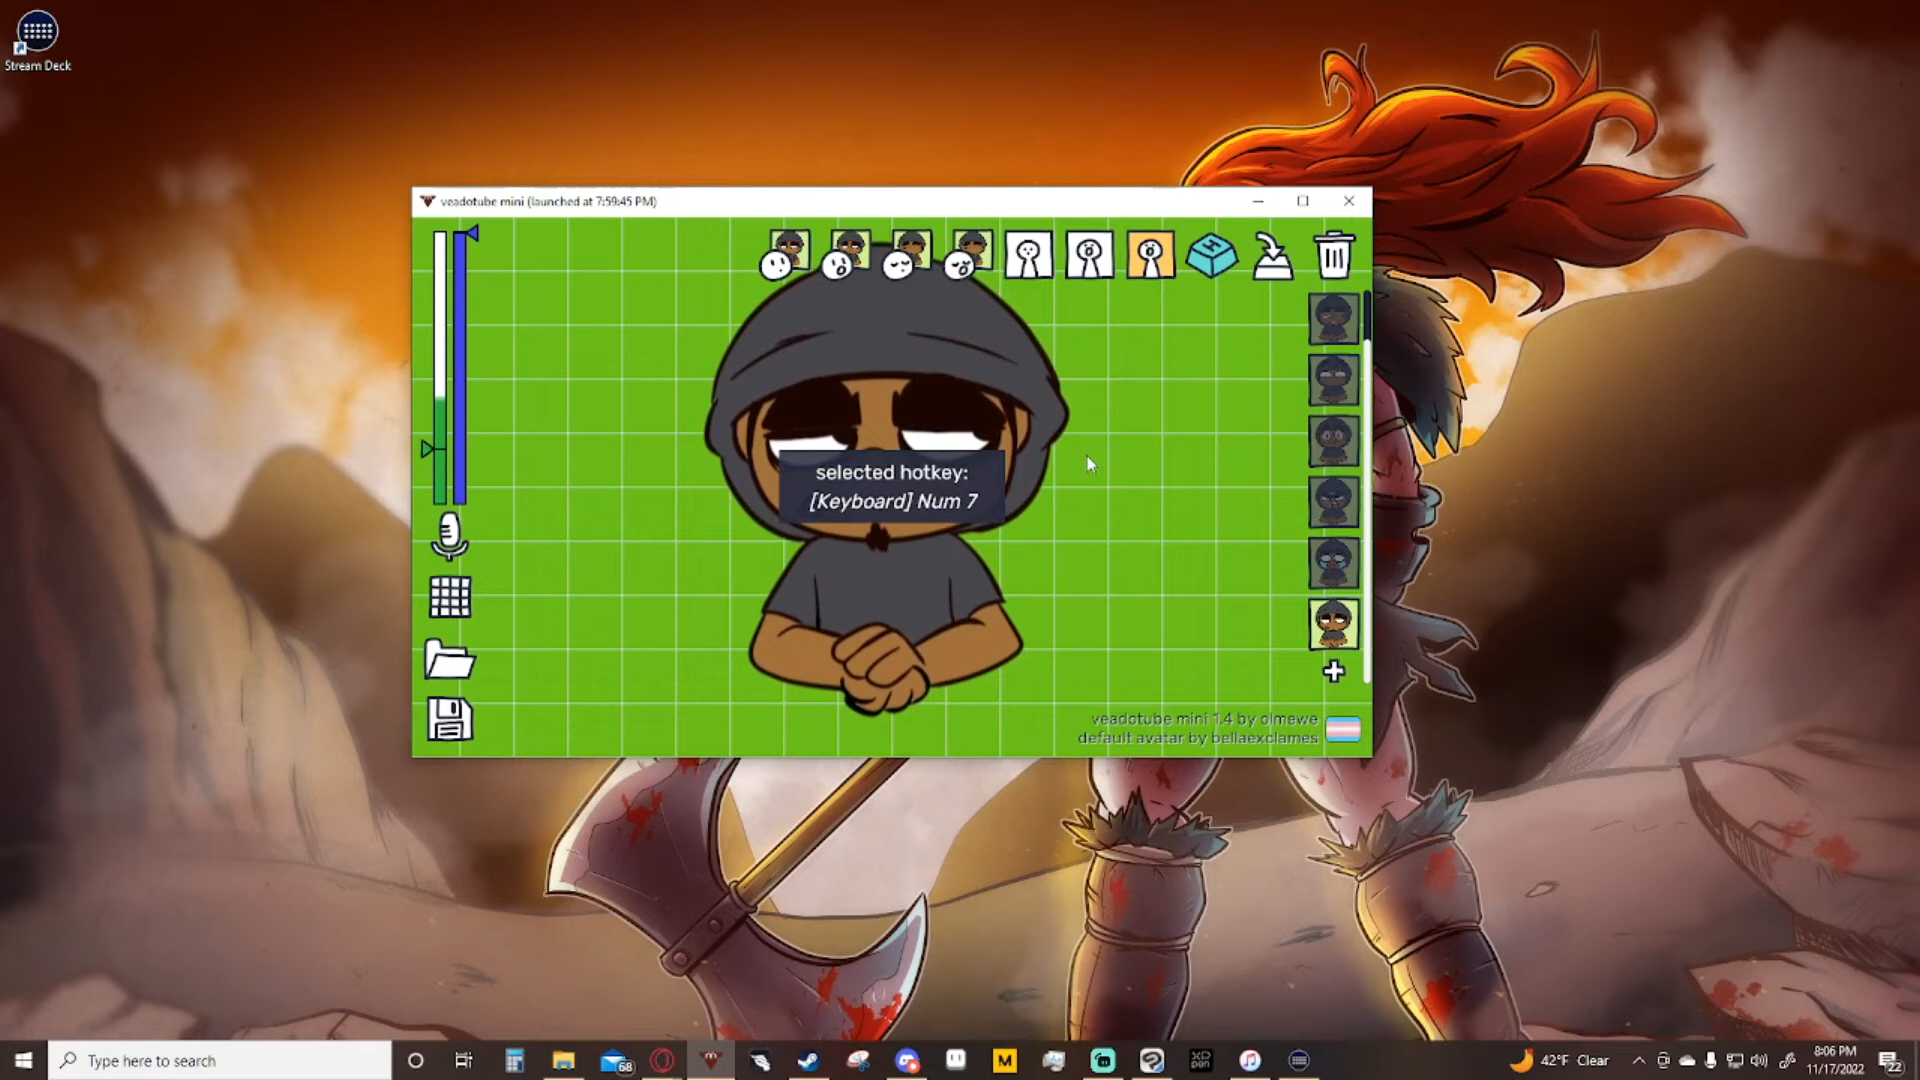 Stream Deck
veadotube mini (launched at 7:59:45 PM)
selected hotkey:
[Keyboard] Num 7
veadotube mini 1.4 by olmewe
default avatar by bellaexclames
Type here to search
68
M
XP
pen
42°F Clear
8:06 PM
11/17/2022
22